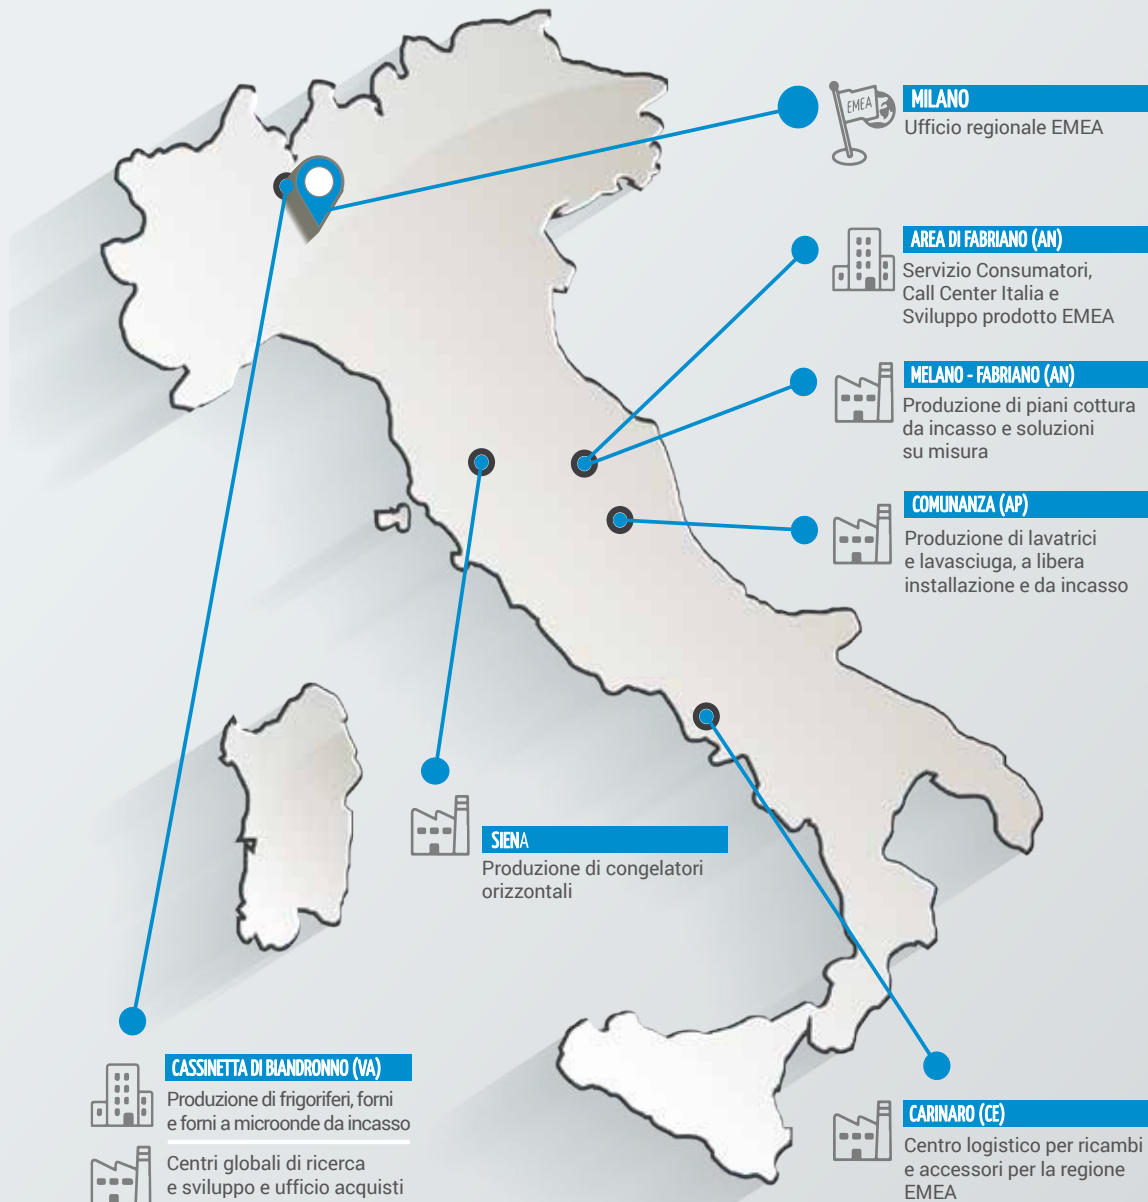 EMEA
MILANO
Ufficio regionale EMEA
AREA DI FABRIANO (AN)
Servizio Consumatori,
Call Center Italia e
Sviluppo prodotto EMEA
MELANO - FABRIANO (AN)
Produzione di piani cottura
da incasso e soluzioni
su misura
COMUNANZA (AP)
Produzione di lavatrici
e lavasciuga, a libera
installazione e da incasso
SIENA
Produzione di congelatori
orizzontali
CASSINETTA DI BIANDRONNO (VA)
Produzione di frigoriferi, forni
e forni a microonde da incasso
Centri globali di ricerca
e sviluppo e ufficio acquisti
CARINARO (CE)
Centro logistico per ricambi
e accessori per la regione
EMEA